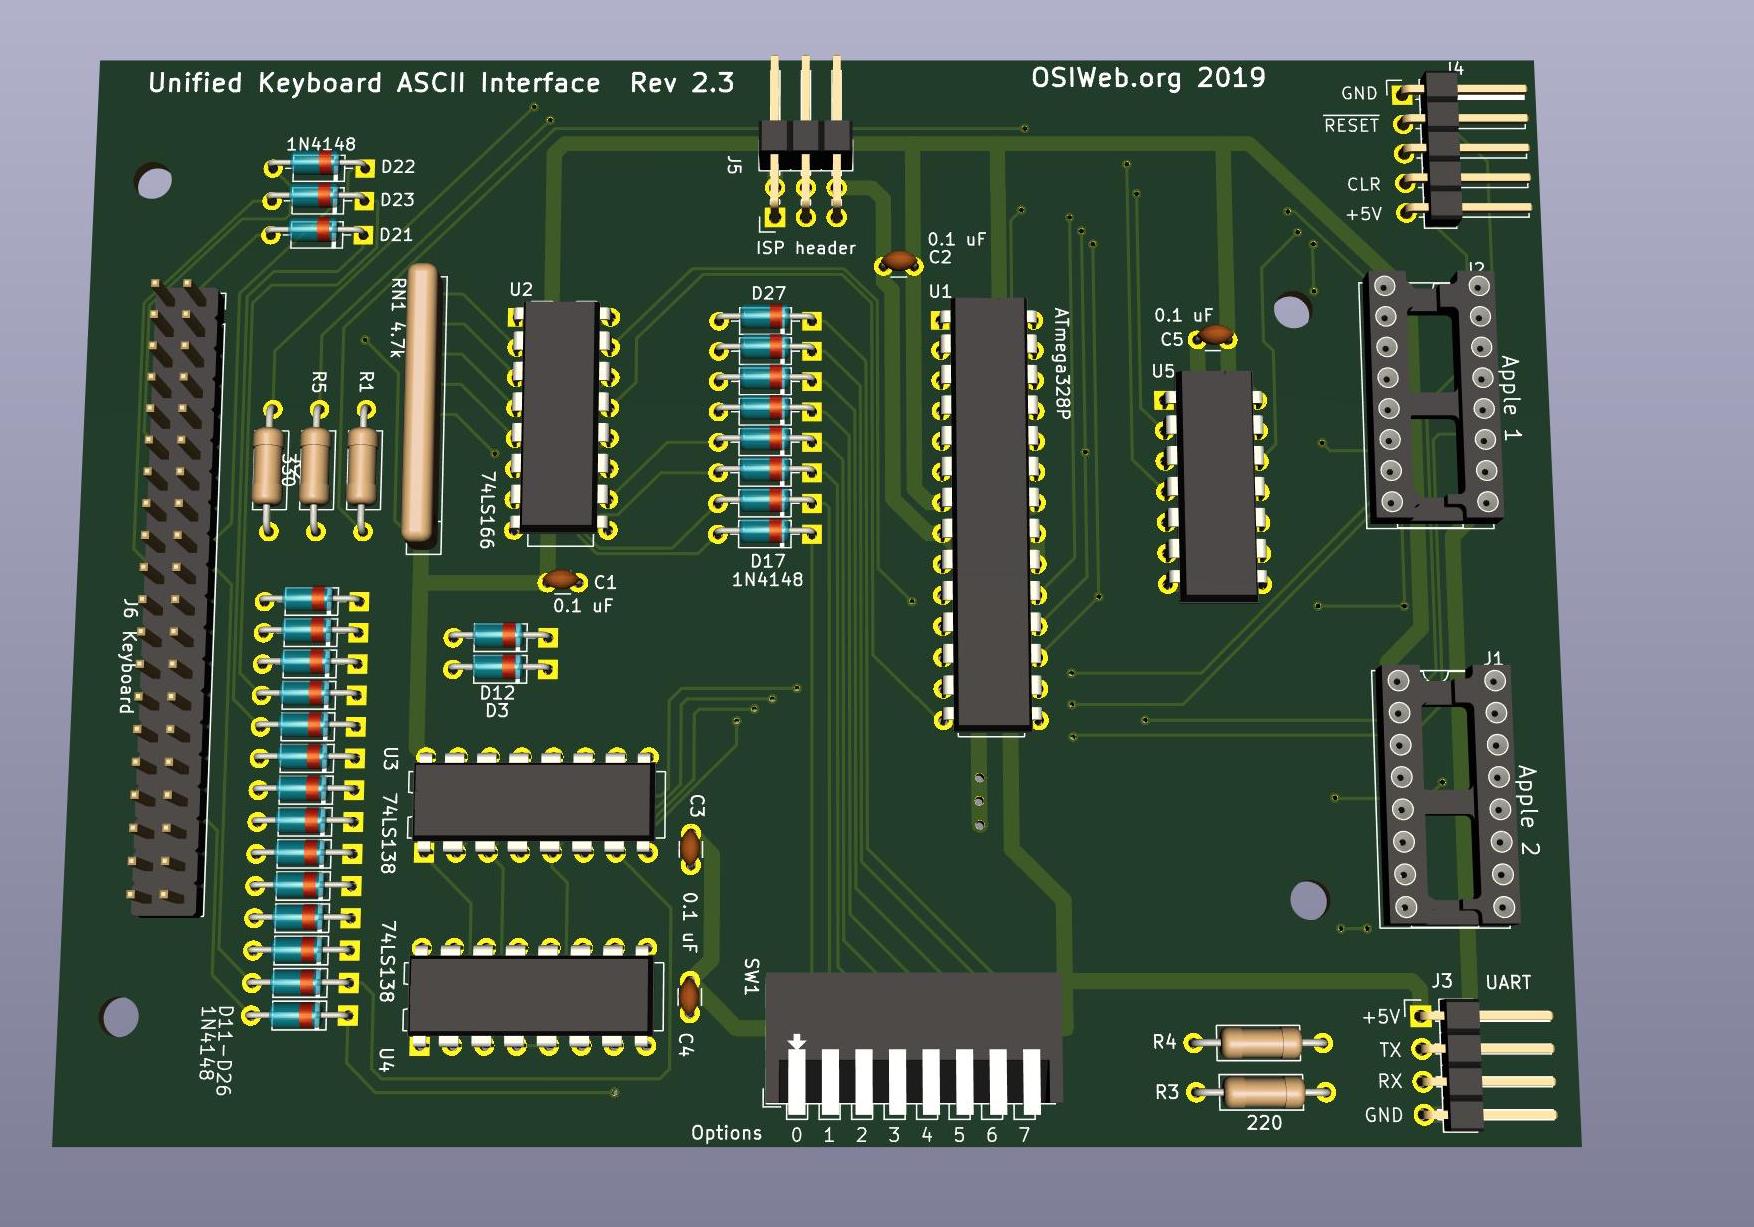 Unified Keyboard ASCII Interface Rev 2.3
OSIWeb.org 2019
J4
GND
RESET
CLR
+5V
1N4148
D22
D23
D21
J5
ISP header
0.1 uF
C2
RN1 4.7k
U2
D27
U1
ATmega328P
0.1 uF
C5
U5
J2
Apple 1
R5
R1
330
74LS166
D17
1N4148
C1
0.1 uF
J6 Keyboard
D12
D3
J1
Apple 2
U3
74LS138
C3
0.1 uF
74LS138
U4
C4
SW1
D11-D26
1N4148
Options
0 1 2 3 4 5 6 7
R4
R3
220
J3
UART
+5V
TX
RX
GND